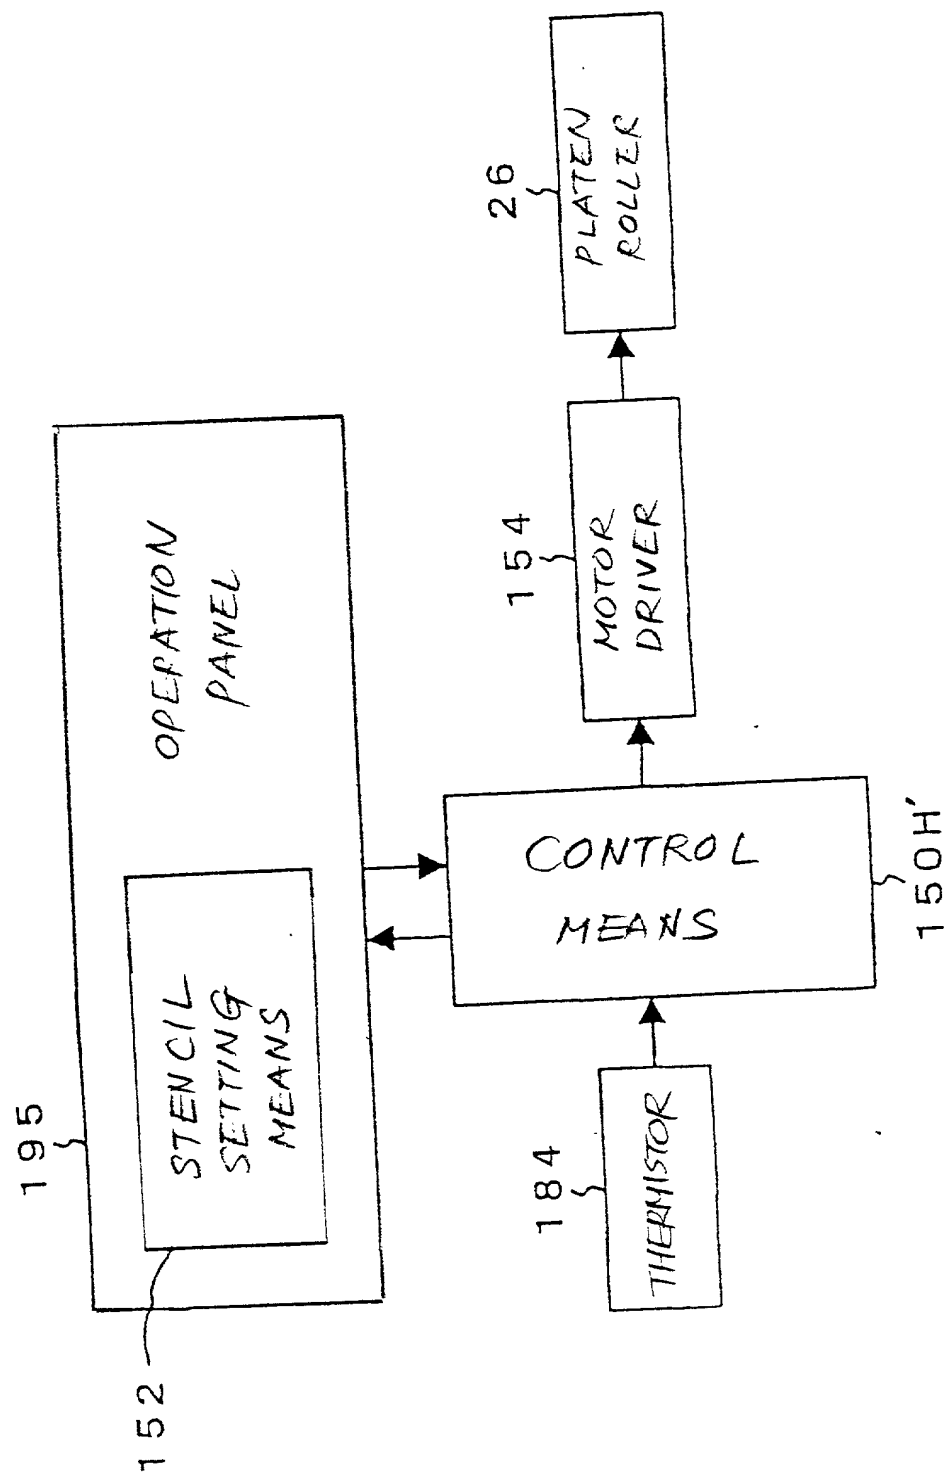 195
OPERATION
PANEL
152
STENCIL
SETTING
MEANS
184
THERMISTOR
CONTROL
MEANS
150H'
154
MOTOR
DRIVER
26
PLATEN
ROLLER